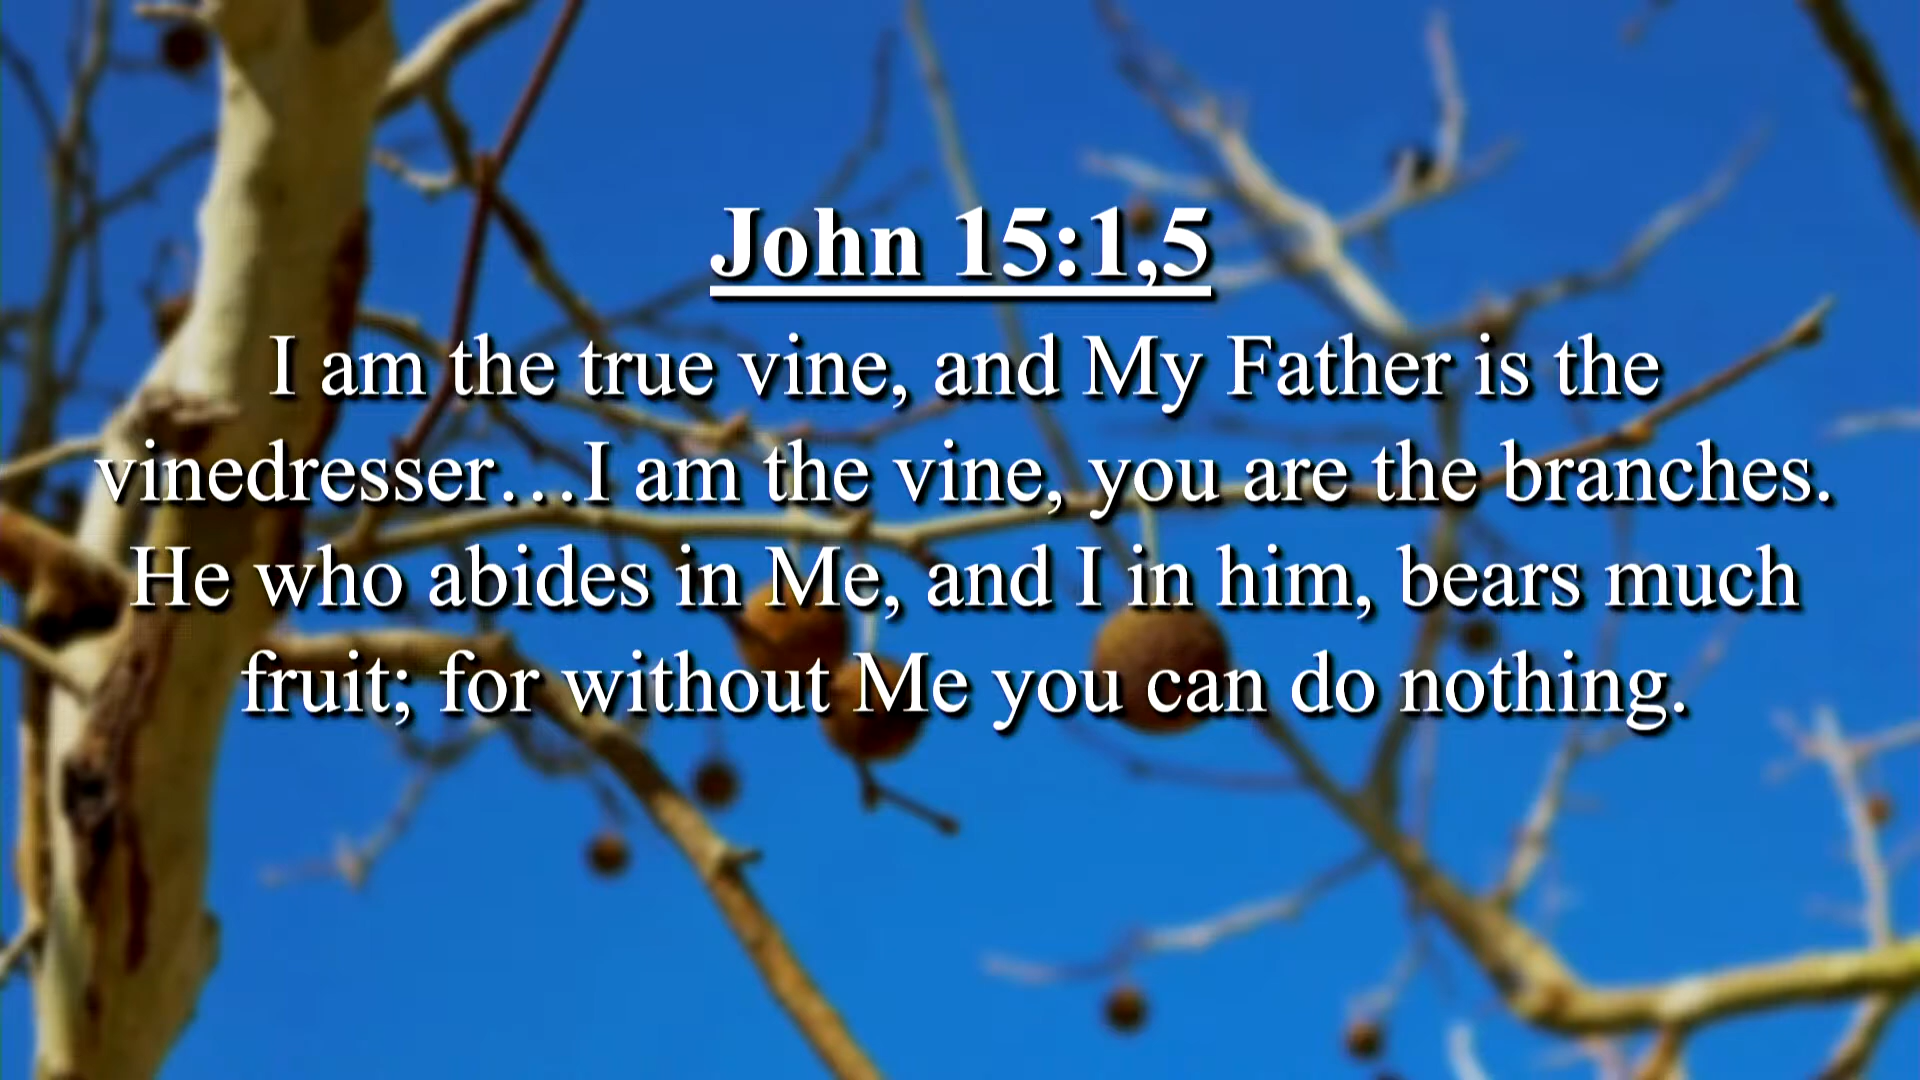 John 15:1,5
I am the true vine, and My Father is the
vinedresser…I am the vine, you are the branches.
He who abides in Me, and I in him, bears much
fruit; for without Me you can do nothing.